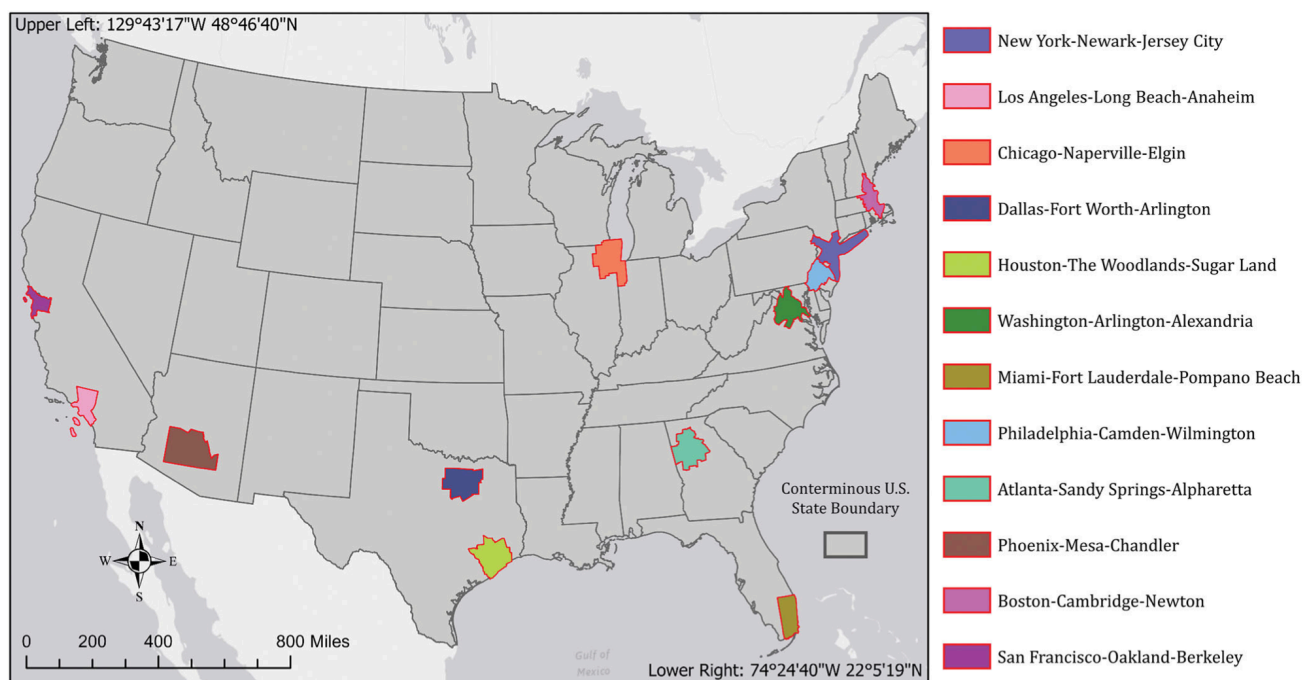 Upper Left: 129°43'17"W 48°46'40"N
New York-Newark-Jersey City
Los Angeles-Long Beach-Anaheim
Chicago-Naperville-Elgin
Dallas-Fort Worth-Arlington
Houston-The Woodlands-Sugar Land
Washington-Arlington-Alexandria
Miami-Fort Lauderdale-Pompano Beach
Philadelphia-Camden-Wilmington
Atlanta-Sandy Springs-Alpharetta
Phoenix-Mesa-Chandler
Boston-Cambridge-Newton
San Francisco-Oakland-Berkeley
Conterminous U.S.
State Boundary
N
W E
S
0 200 400 800 Miles
Gulf of
Mexico
Lower Right: 74°24'40"W 22°5'19"N